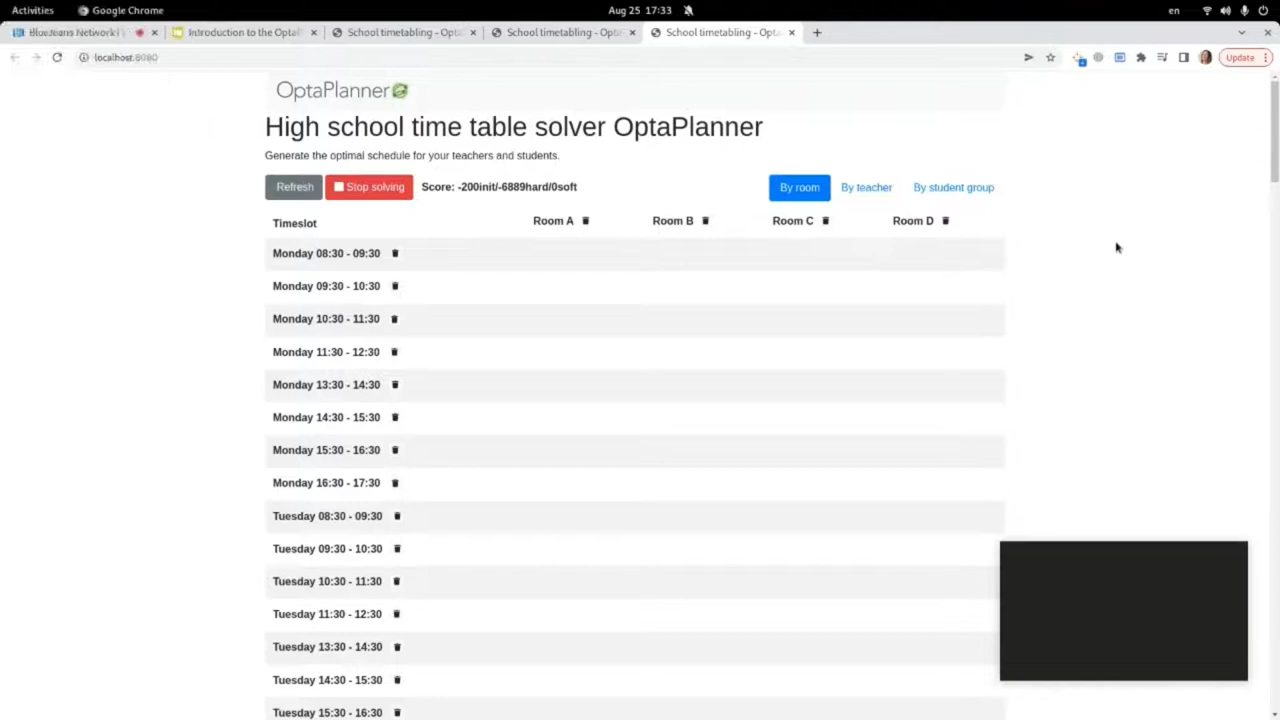 Activities Google Chrome Aug 25 17:33 en
Introduction to the OptaP School timetabling - Opta School timetabling - Opta School timetabling - Opta
localhost:8080 Update
OptaPlanner
High school time table solver OptaPlanner
Generate the optimal schedule for your teachers and students.
Refresh Stop solving Score: -200init/-6889hard/0soft By room By teacher By student group
Timeslot Room A Room B Room C Room D
Monday 08:30 - 09:30
Monday 09:30 - 10:30
Monday 10:30 - 11:30
Monday 11:30 - 12:30
Monday 13:30 - 14:30
Monday 14:30 - 15:30
Monday 15:30 - 16:30
Monday 16:30 - 17:30
Tuesday 08:30 - 09:30
Tuesday 09:30 - 10:30
Tuesday 10:30 - 11:30
Tuesday 11:30 - 12:30
Tuesday 13:30 - 14:30
Tuesday 14:30 - 15:30
Tuesday 15:30 - 16:30